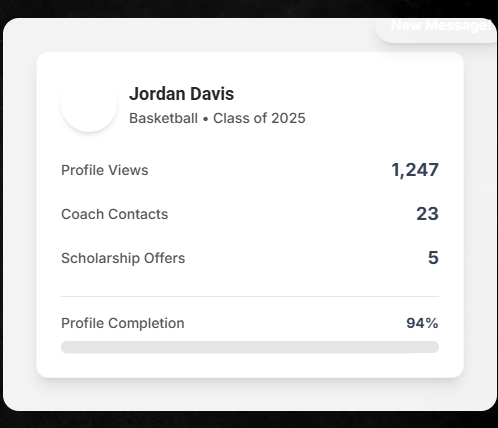 New Message!
Jordan Davis
Basketball • Class of 2025
Profile Views 1,247
Coach Contacts 23
Scholarship Offers 5
Profile Completion 94%